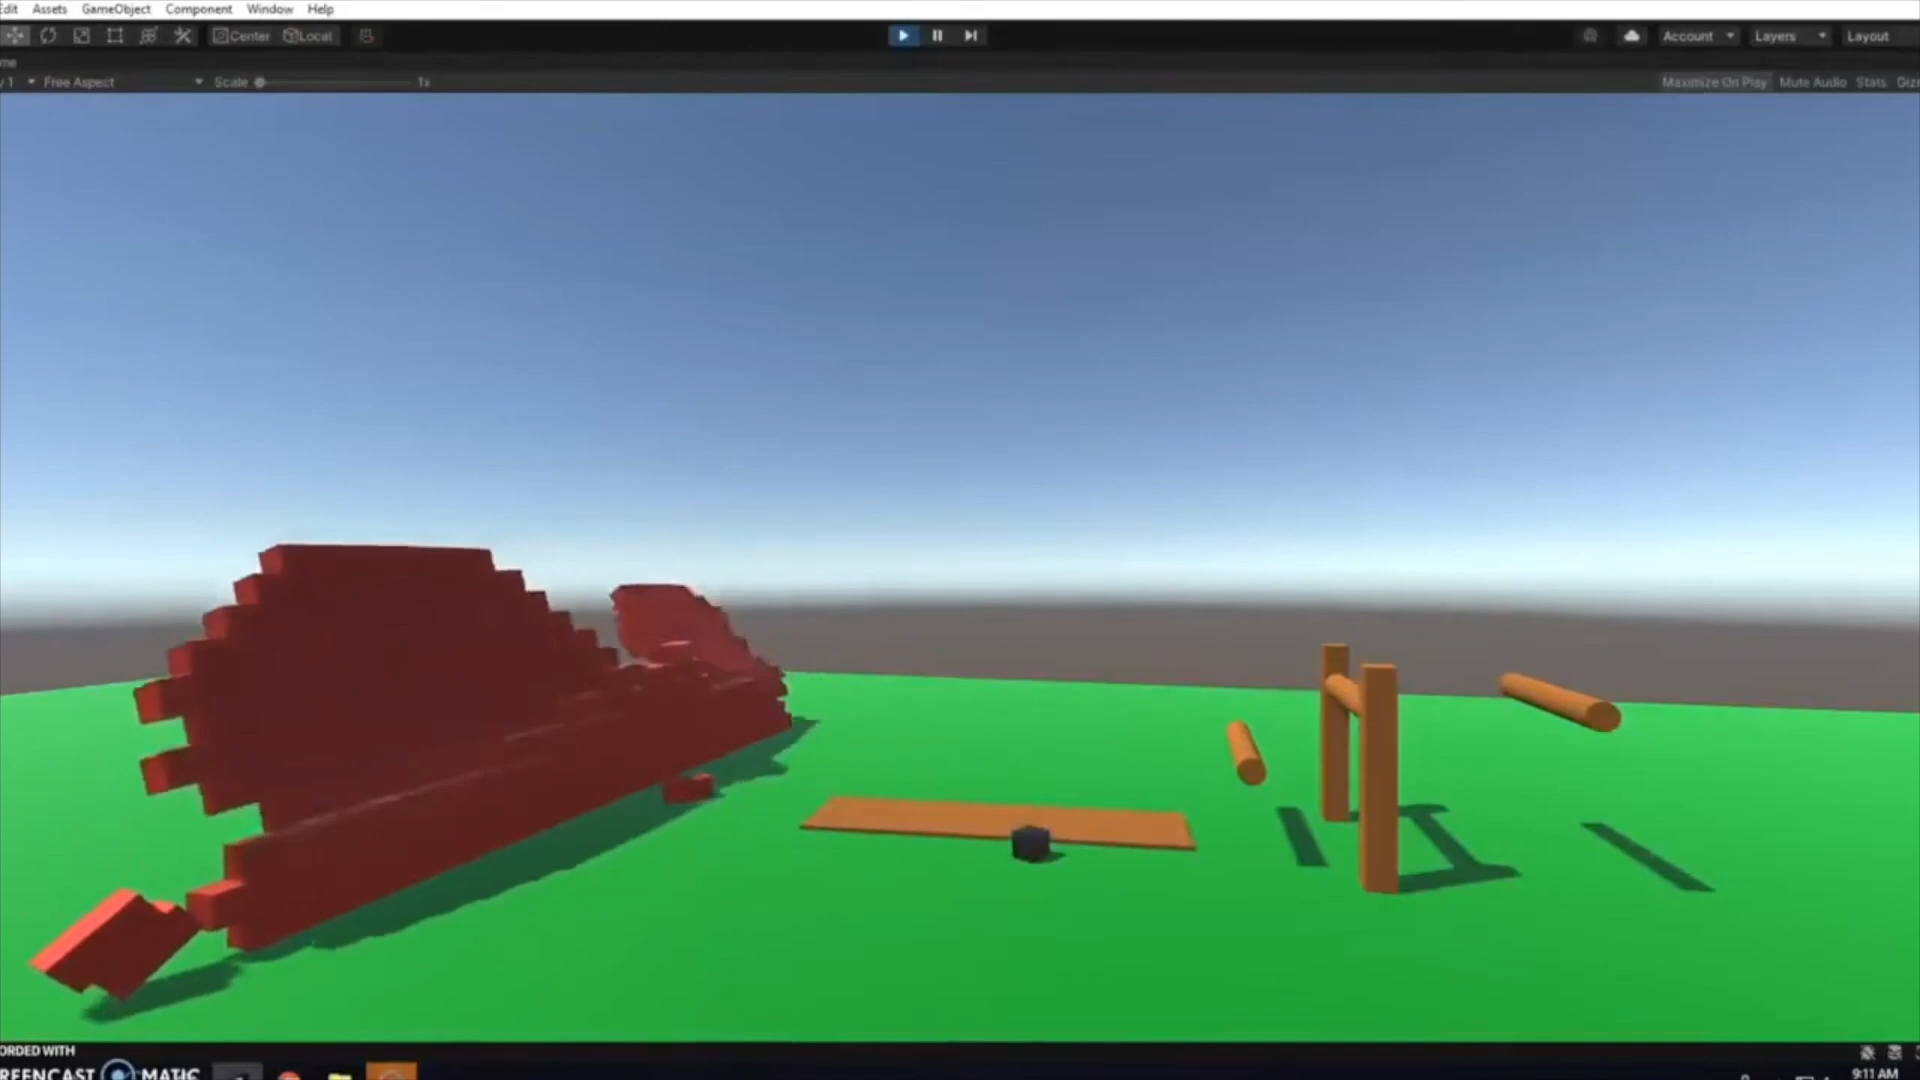 Edit Assets GameObject Component Window Help
Center Local Account Layers Layout
Free Aspect Scale 1x Maximize On Play Mute Audio Stats
ORDED WITH
REENCAST MATIC
9:11 AM